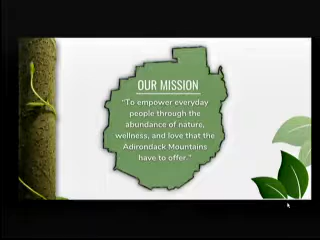 OUR MISSION
“To empower everyday
people through the
abundance of nature,
wellness, and love that the
Adirondack Mountains
have to offer.”